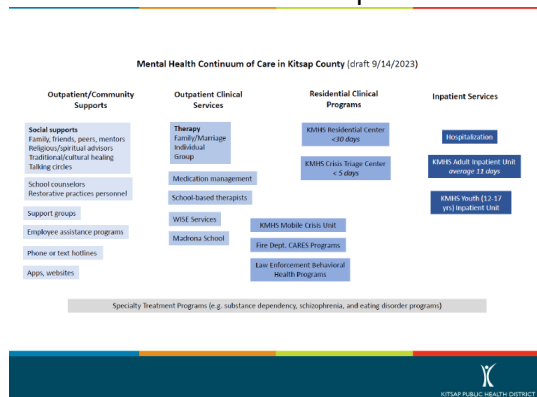 Mental Health Continuum of Care in Kitsap County (draft 9/14/2023)
Outpatient/Community
Supports
Social supports
Family, friends, peers, mentors
Religious/spiritual advisors
Traditional/cultural healing
Talking circles
School counselors
Restorative practices personnel
Support groups
Employee assistance programs
Phone or text hotlines
Apps, websites
Outpatient Clinical
Services
Therapy
Family/Marriage
Individual
Group
Medication management
School-based therapists
WISE Services
Madrona School
KMHS Mobile Crisis Unit
Fire Dept. CARES Programs
Law Enforcement Behavioral
Health Programs
Residential Clinical
Programs
KMHS Residential Center
<30 days
KMHS Crisis Triage Center
< 5 days
Inpatient Services
Hospitalization
KMHS Adult Inpatient Unit
average 11 days
KMHS Youth (12-17
yrs) Inpatient Unit
Specialty Treatment Programs (e.g. substance dependency, schizophrenia, and eating disorder programs)
KITSAP PUBLIC HEALTH DISTRICT